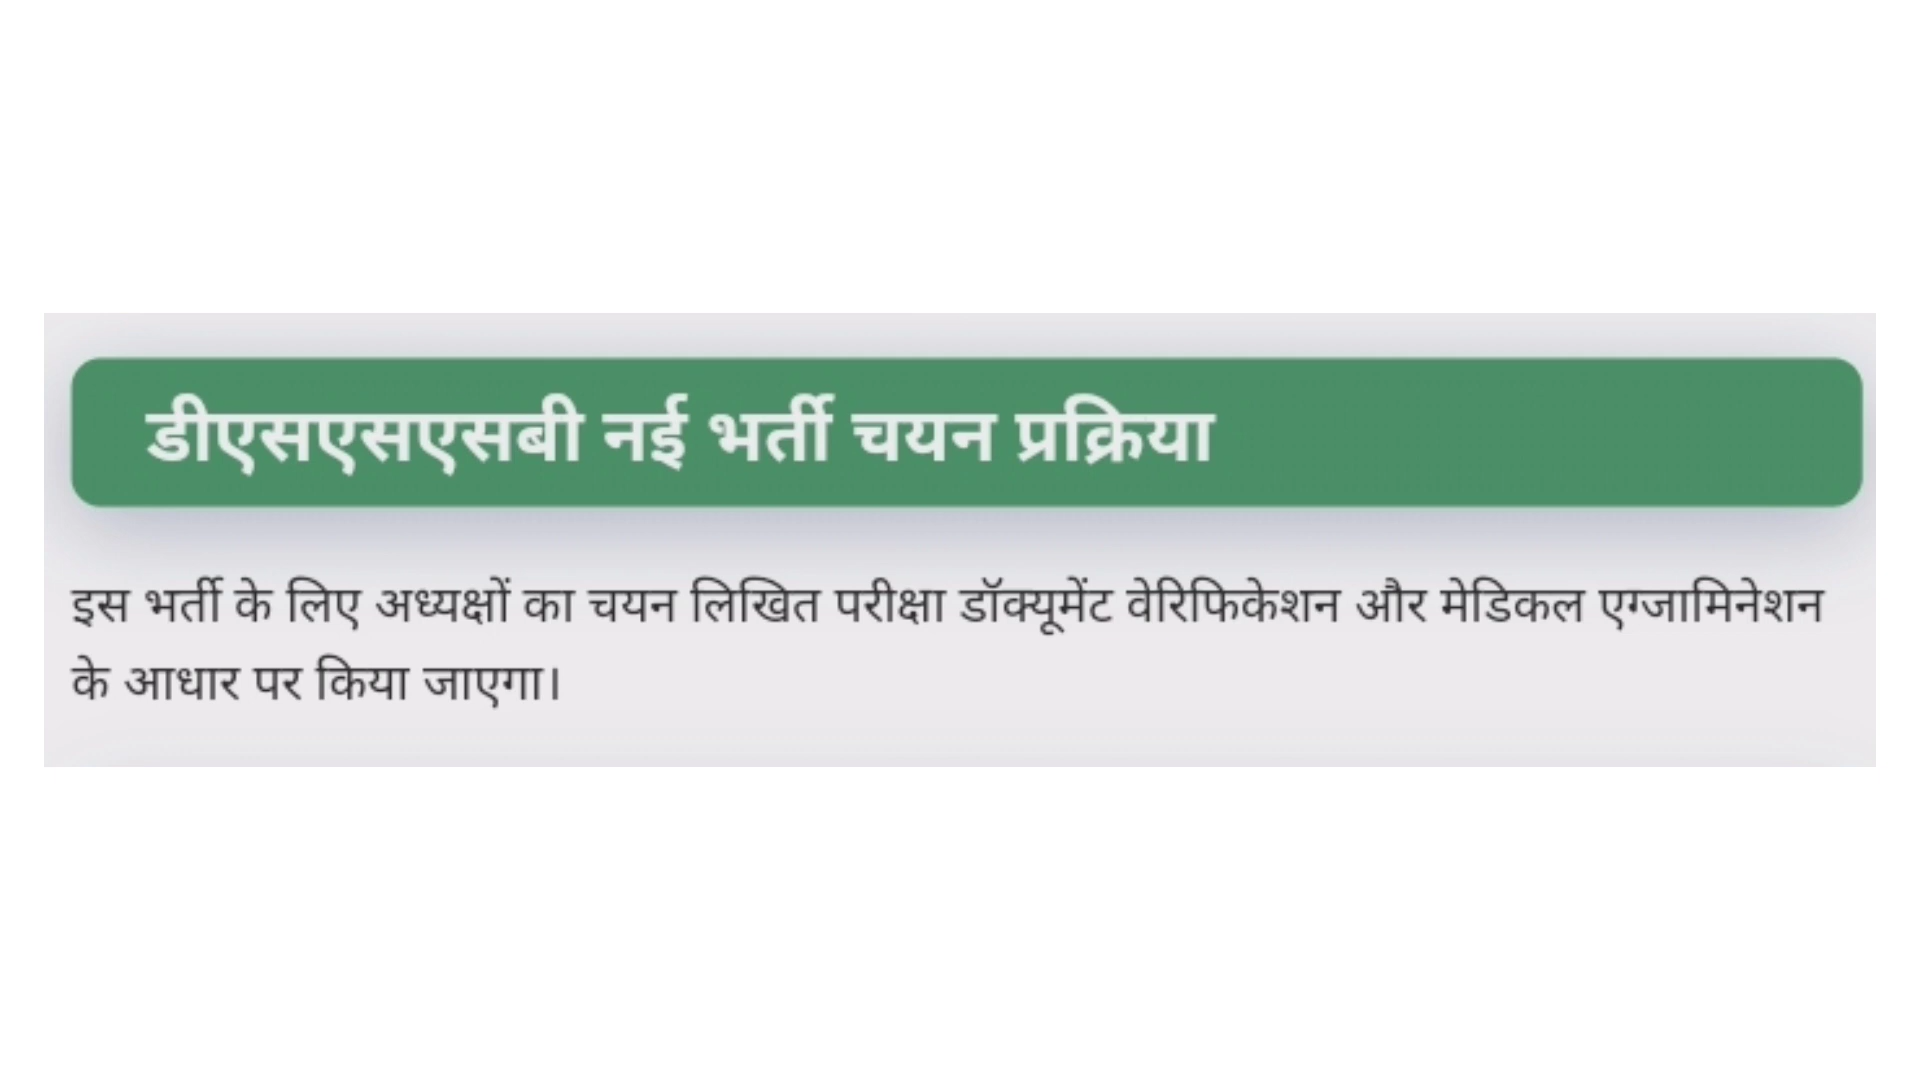 डीएसएसएसबी नई भर्ती चयन प्रक्रिया
इस भर्ती के लिए अध्यक्षों का चयन लिखित परीक्षा डॉक्यूमेंट वेरिफिकेशन और मेडिकल एग्जामिनेशन
के आधार पर किया जाएगा।